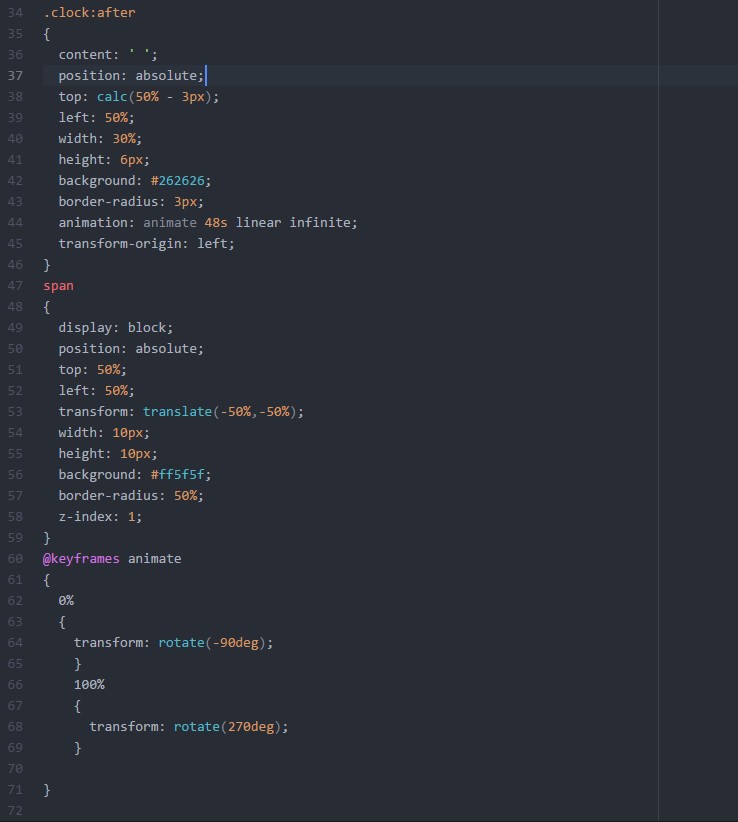 34 .clock:after
35 {
36   content: ' ';
37   position: absolute;
38   top: calc(50% - 3px);
39   left: 50%;
40   width: 30%;
41   height: 6px;
42   background: #262626;
43   border-radius: 3px;
44   animation: animate 48s linear infinite;
45   transform-origin: left;
46 }
47 span
48 {
49   display: block;
50   position: absolute;
51   top: 50%;
52   left: 50%;
53   transform: translate(-50%,-50%);
54   width: 10px;
55   height: 10px;
56   background: #ff5f5f;
57   border-radius: 50%;
58   z-index: 1;
59 }
60 @keyframes animate
61 {
62   0%
63   {
64     transform: rotate(-90deg);
65     }
66     100%
67     {
68       transform: rotate(270deg);
69     }
70
71 }
72